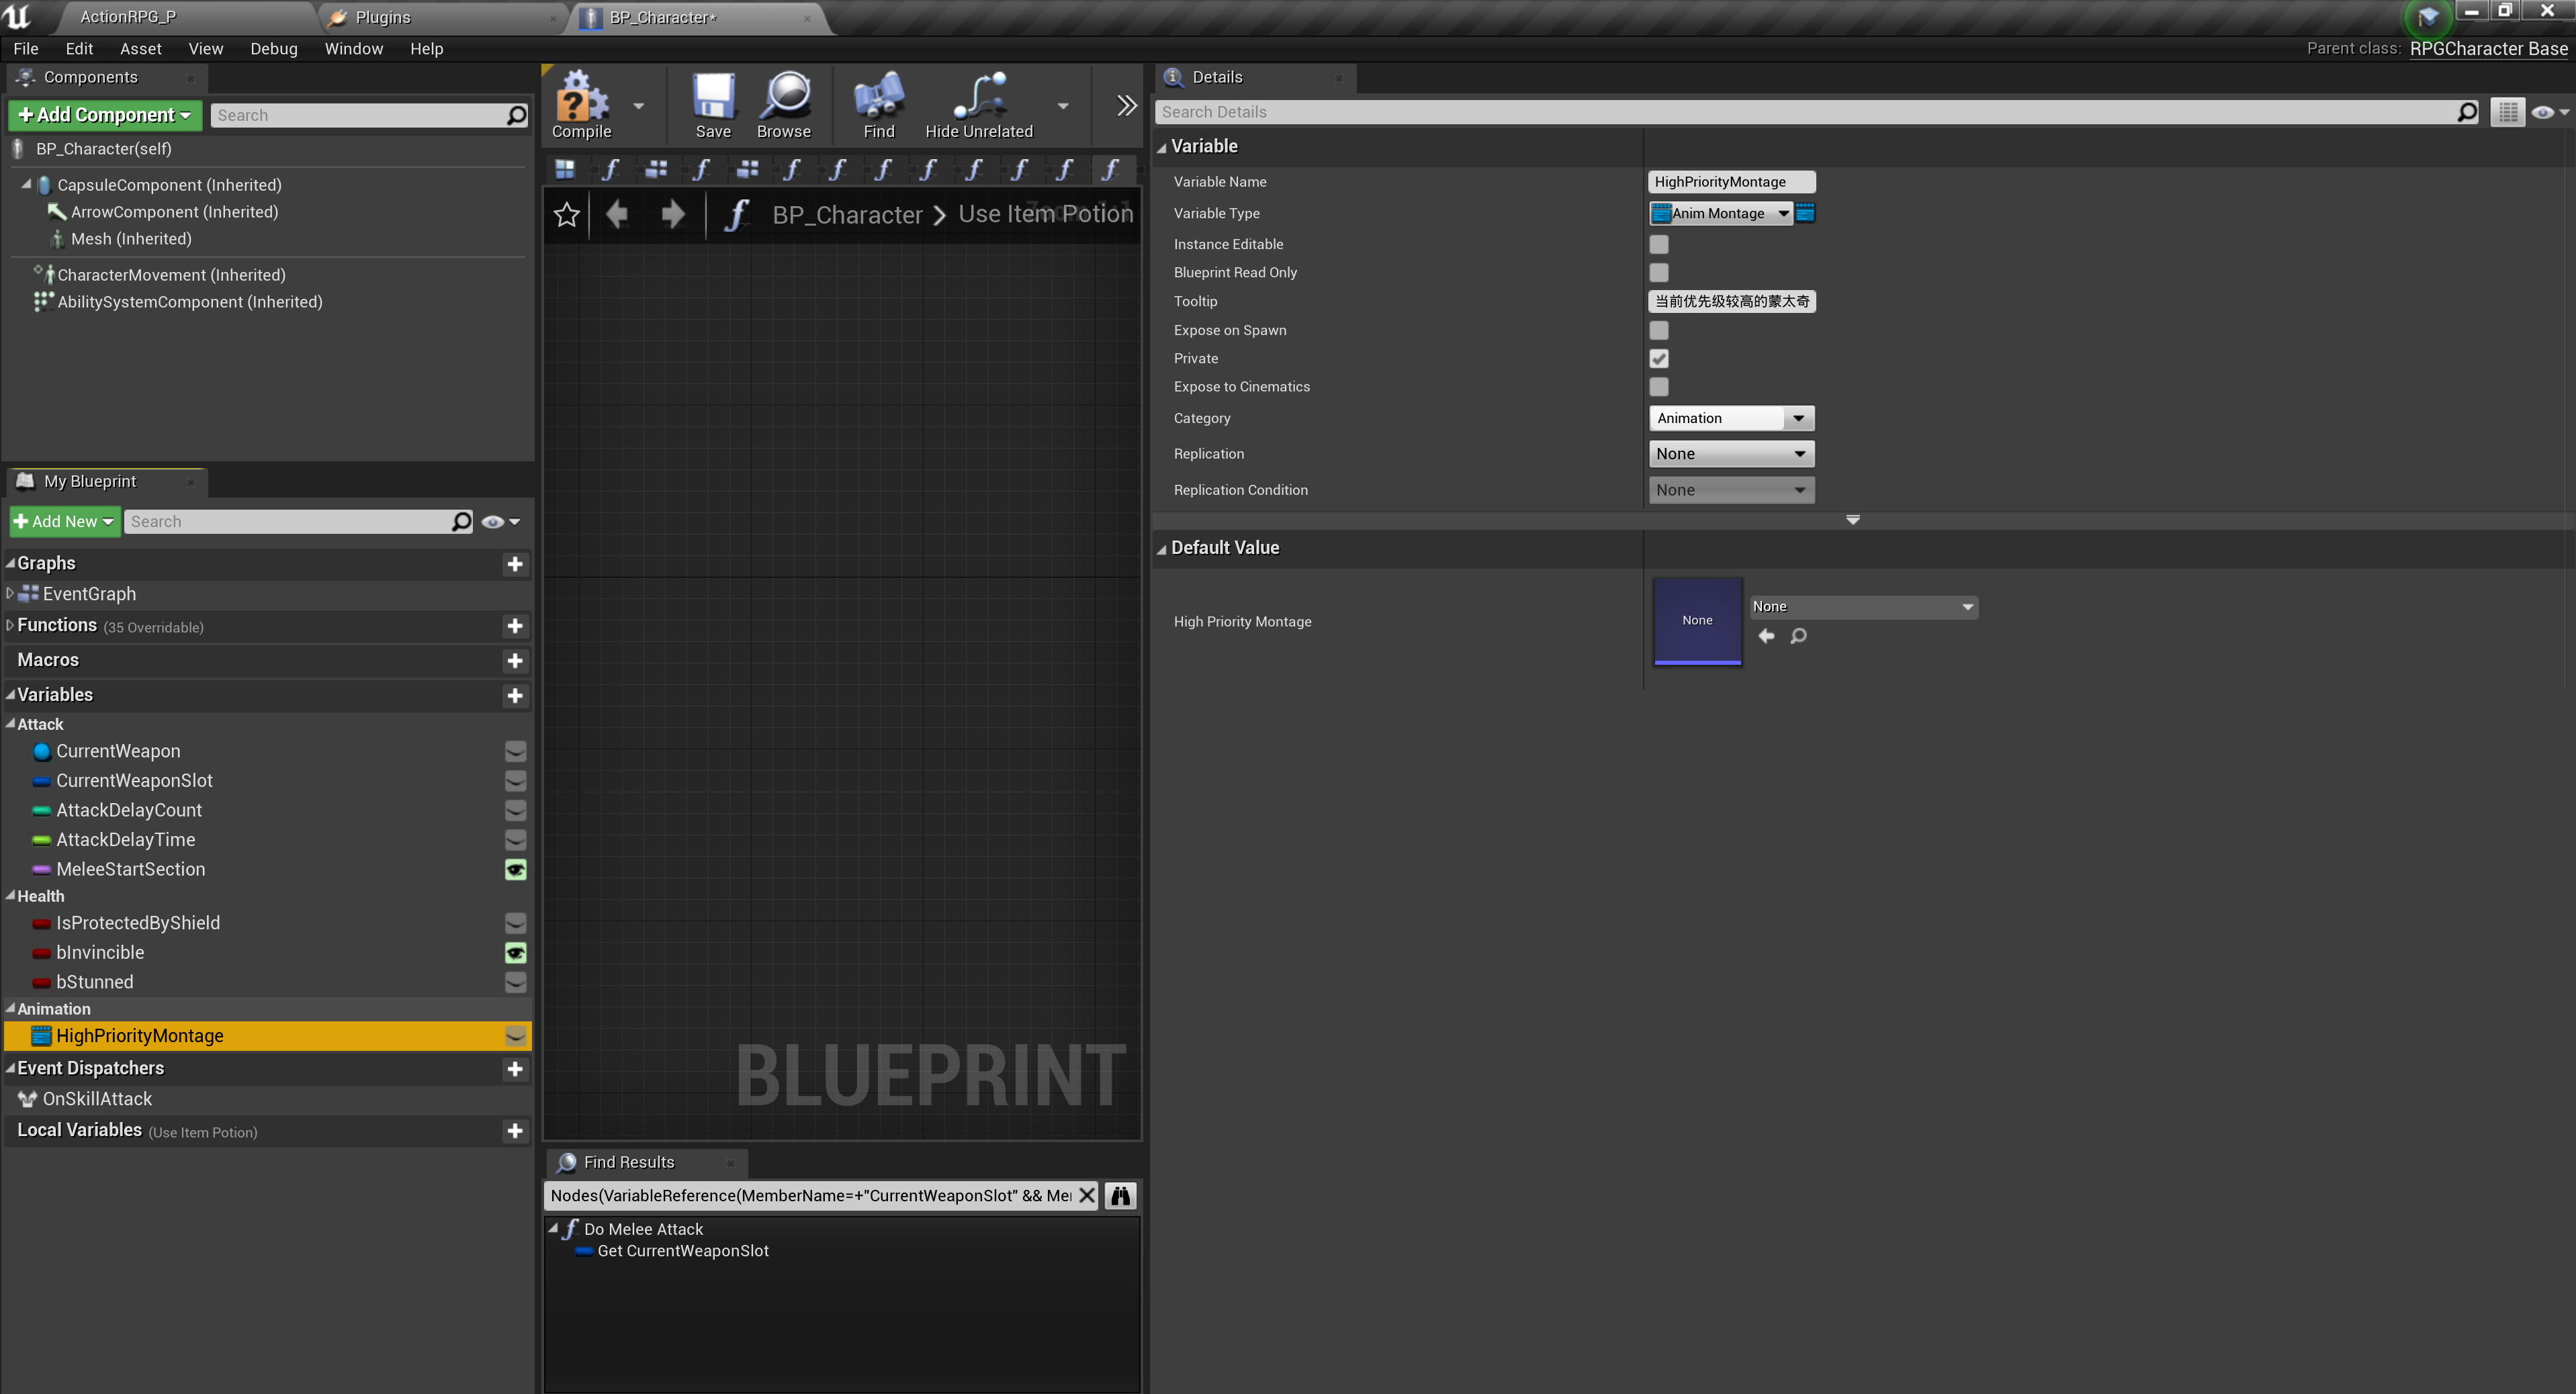 ActionRPG_P
Plugins
BP_Character*
File Edit Asset View Debug Window Help
Parent class: RPGCharacter Base
Components
Add Component
Search
BP_Character(self)
CapsuleComponent (Inherited)
ArrowComponent (Inherited)
Mesh (Inherited)
CharacterMovement (Inherited)
AbilitySystemComponent (Inherited)
My Blueprint
Add New
Search
Graphs
EventGraph
Functions (35 Overridable)
Macros
Variables
Attack
CurrentWeapon
CurrentWeaponSlot
AttackDelayCount
AttackDelayTime
MeleeStartSection
Health
IsProtectedByShield
bInvincible
bStunned
Animation
HighPriorityMontage
Event Dispatchers
OnSkillAttack
Local Variables (Use Item Potion)
Compile
Save
Browse
Find
Hide Unrelated
BP_Character > Use Item Potion
BLUEPRINT
Find Results
Nodes(VariableReference(MemberName=+"CurrentWeaponSlot" &&
Do Melee Attack
Get CurrentWeaponSlot
Details
Search Details
Variable
Variable Name HighPriorityMontage
Variable Type Anim Montage
Instance Editable
Blueprint Read Only
Tooltip 当前优先级较高的蒙太奇
Expose on Spawn
Private
Expose to Cinematics
Category Animation
Replication None
Replication Condition None
Default Value
High Priority Montage None None